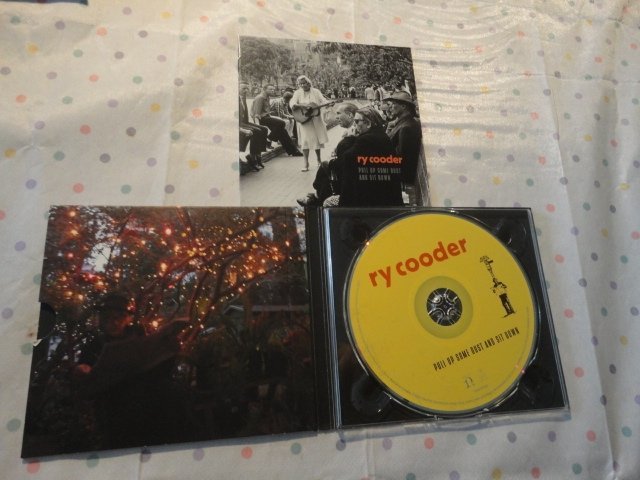 ry cooder
PULL UP SOME DUST
AND SIT DOWN
ry cooder
PULL UP SOME DUST AND SIT DOWN